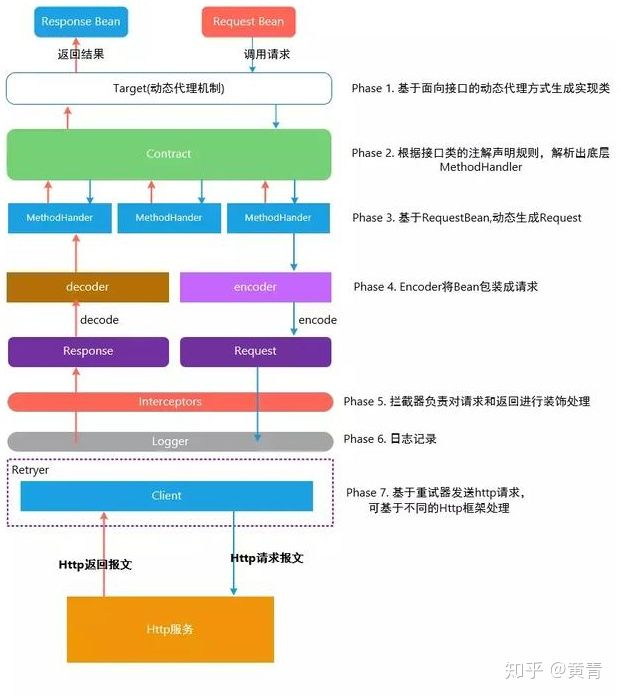 Response Bean
Request Bean
返回结果
调用请求
Target(动态代理机制)
Phase 1. 基于面向接口的动态代理方式生成实现类
Contract
Phase 2. 根据接口类的注解声明规则，解析出底层
MethodHandler
MethodHander
MethodHander
MethodHander
Phase 3. 基于RequestBean,动态生成Request
decoder
encoder
Phase 4. Encoder将Bean包装成请求
decode
encode
Response
Request
Interceptors
Phase 5. 拦截器负责对请求和返回进行装饰处理
Logger
Phase 6. 日志记录
Retryer
Client
Phase 7. 基于重试器发送http请求，
可基于不同的Http框架处理
Http返回报文
Http请求报文
Http服务
知乎 @黄青